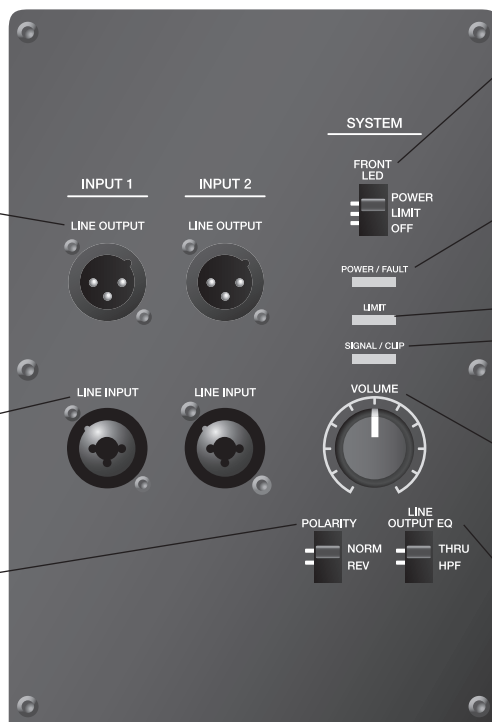 SYSTEM
INPUT 1
INPUT 2
FRONT
LED
POWER
LIMIT
OFF
LINE OUTPUT
LINE OUTPUT
POWER / FAULT
LIMIT
SIGNAL / CLIP
LINE INPUT
LINE INPUT
VOLUME
POLARITY
NORM
REV
LINE
OUTPUT EQ
THRU
HPF